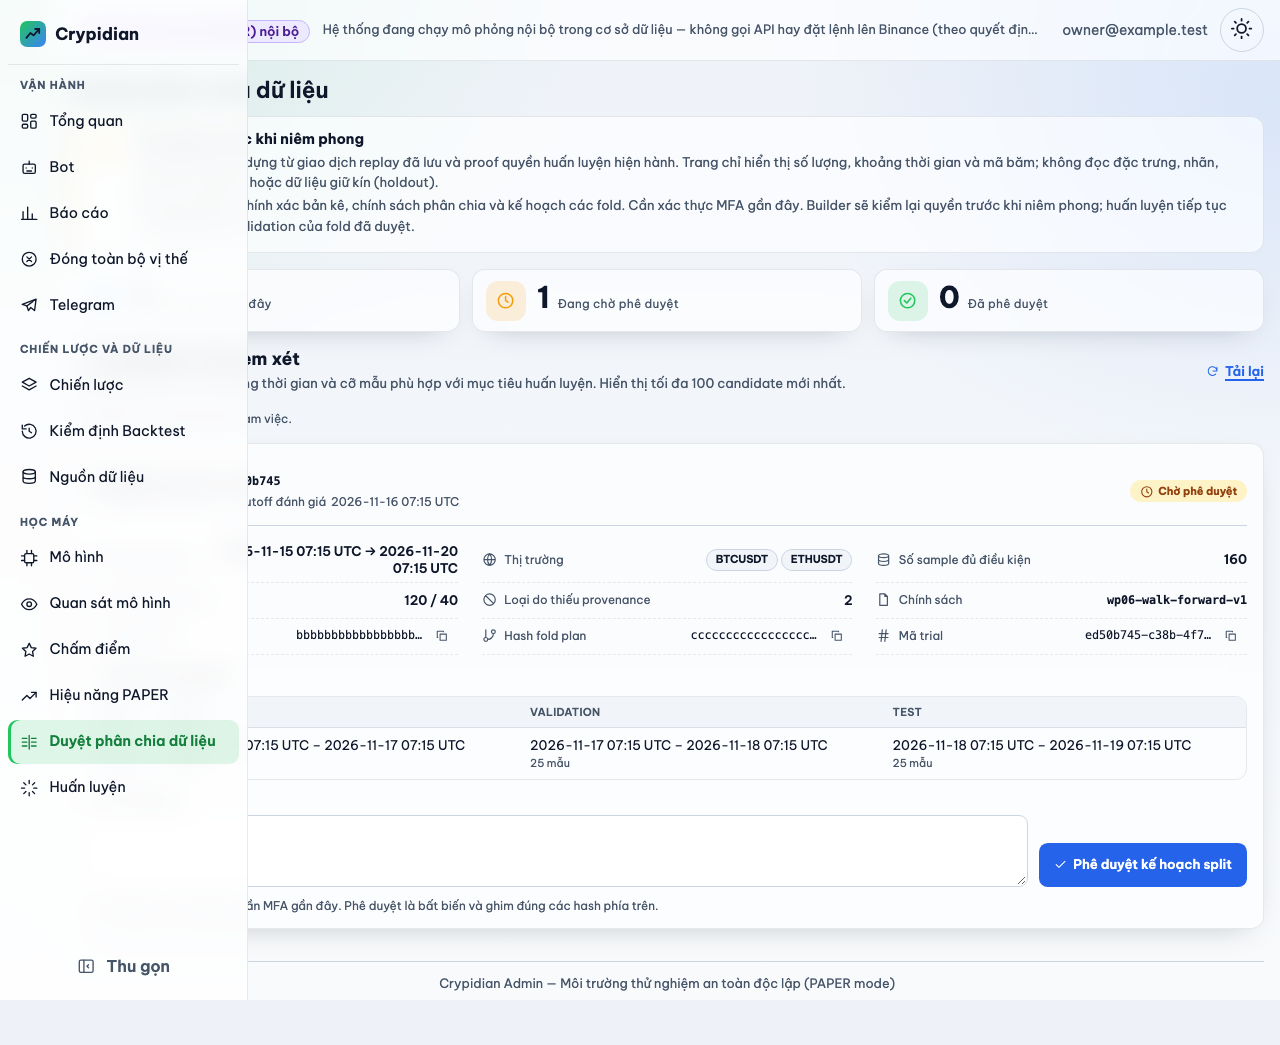 Crypidian
VẬN HÀNH
Tổng quan
Bot
Báo cáo
Đóng toàn bộ vị thế
Telegram
CHIẾN LƯỢC VÀ DỮ LIỆU
Chiến lược
Kiểm định Backtest
Nguồn dữ liệu
HỌC MÁY
Mô hình
Quan sát mô hình
Chấm điểm
Hiệu năng PAPER
Duyệt phân chia dữ liệu
Huấn luyện
Thu gọn
nội bộ
Hệ thống đang chạy mô phỏng nội bộ trong cơ sở dữ liệu — không gọi API hay đặt lệnh lên Binance (theo quyết địn…
owner@example.test
dữ liệu
khi niêm phong
dựng từ giao dịch replay đã lưu và proof quyền huấn luyện hiện hành. Trang chỉ hiển thị số lượng, khoảng thời gian và mã băm; không đọc đặc trưng, nhãn,
hoặc dữ liệu giữ kín (holdout).
chính xác bản kê, chính sách phân chia và kế hoạch các fold. Cần xác thực MFA gần đây. Builder sẽ kiểm lại quyền trước khi niêm phong; huấn luyện tiếp tục
lidation của fold đã duyệt.
đây
1 Đang chờ phê duyệt
0 Đã phê duyệt
em xét
thời gian và cỡ mẫu phù hợp với mục tiêu huấn luyện. Hiển thị tối đa 100 candidate mới nhất.
Tải lại
àm việc.
0b745
utoff đánh giá 2026-11-16 07:15 UTC
Chờ phê duyệt
6-11-15 07:15 UTC → 2026-11-20
07:15 UTC
Thị trường
BTCUSDT ETHUSDT
Số sample đủ điều kiện
160
120 / 40
Loại do thiếu provenance
2
Chính sách
wp06-walk-forward-v1
bbbbbbbbbbbbbbbbb…
Hash fold plan
ccccccccccccccccc…
Mã trial
ed50b745-c38b-4f7…
VALIDATION
TEST
07:15 UTC – 2026-11-17 07:15 UTC
2026-11-17 07:15 UTC – 2026-11-18 07:15 UTC
2026-11-18 07:15 UTC – 2026-11-19 07:15 UTC
25 mẫu
25 mẫu
Phê duyệt kế hoạch split
ần MFA gần đây. Phê duyệt là bất biến và ghim đúng các hash phía trên.
Crypidian Admin — Môi trường thử nghiệm an toàn độc lập (PAPER mode)